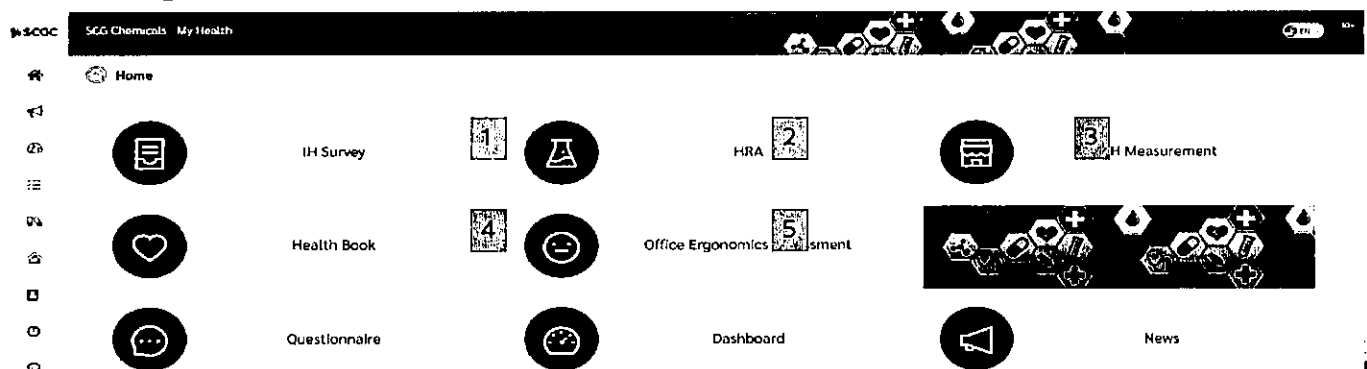 SCGC SCG Chemicals My Health EN
Home
IH Survey 1 HRA 2 3 H Measurement
Health Book 4 Office Ergonomics 5 sment
Questionnaire Dashboard News